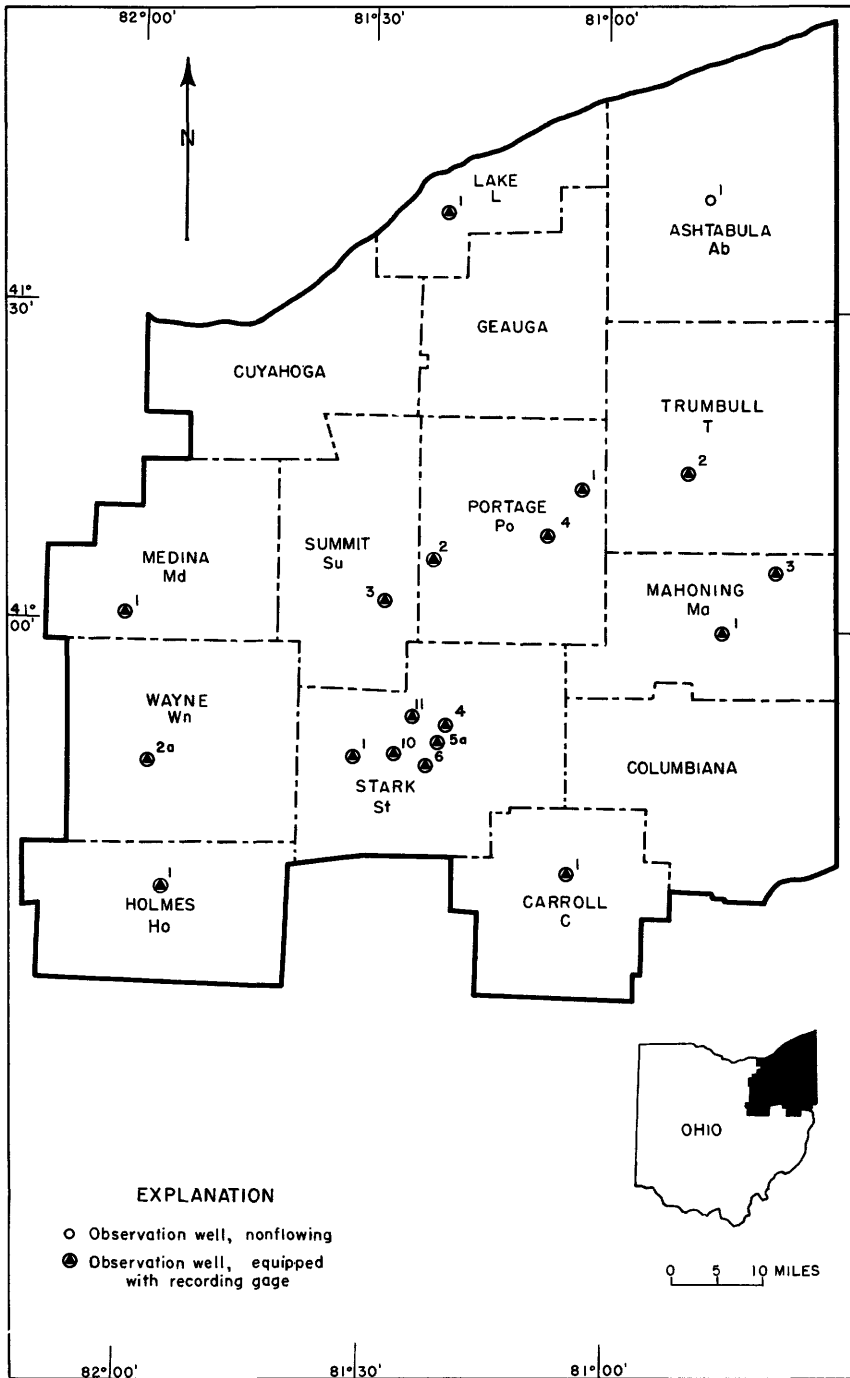 82°00'
81°30'
81°00'
N
LAKE
L
1
1
ASHTABULA
Ab
41°
30'
GEAUGA
CUYAHOGA
TRUMBULL
T
2
1
PORTAGE
Po
4
SUMMIT
Su
2
MEDINA
Md
3
3
MAHONING
Ma
1
1
41°
00'
WAYNE
Wn
2a
11
4
5a
10
1
6
STARK
St
COLUMBIANA
1
HOLMES
Ho
1
CARROLL
C
OHIO
EXPLANATION
Observation well, nonflowing
Observation well, equipped
with recording gage
0 5 10 MILES
82°00'
81°30'
81°00'